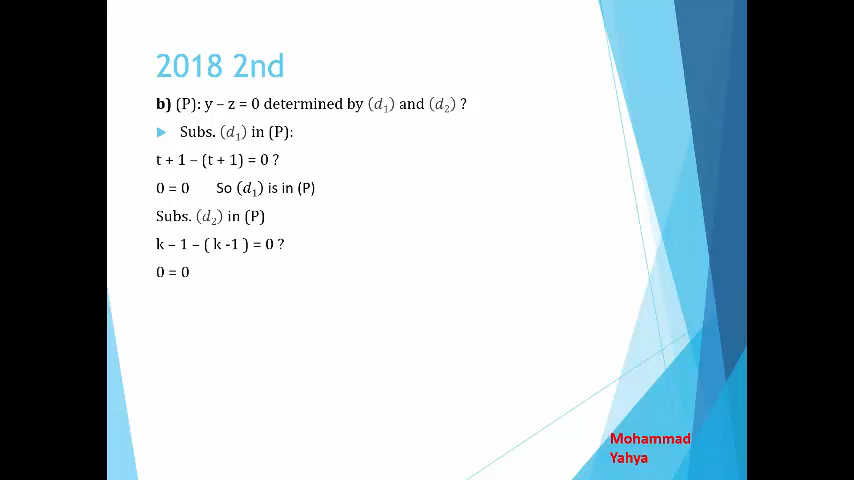 2018 2nd
b) (P): y – z = 0 determined by (d₁) and (d₂) ?
Subs. (d₁) in (P):
t + 1 – (t + 1) = 0 ?
0 = 0 So (d₁) is in (P)
Subs. (d₂) in (P)
k – 1 – ( k -1 ) = 0 ?
0 = 0
Mohammad
Yahya